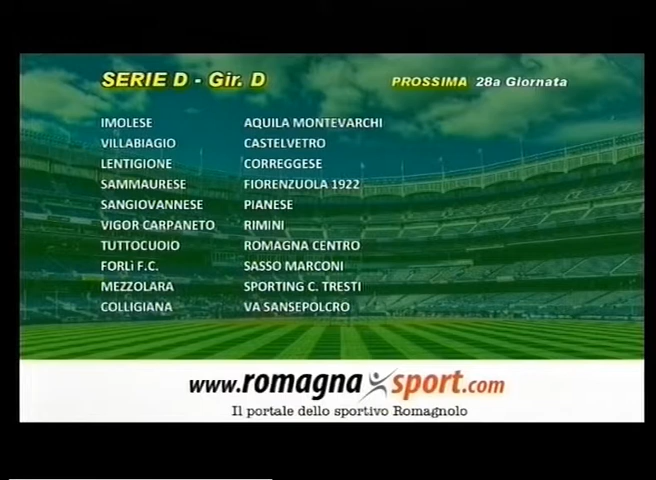 SERIE D - Gir. D PROSSIMA 28a Giornata
IMOLESE AQUILA MONTEVARCHI
VILLABIAGIO CASTELVETRO
LENTIGIONE CORREGGESE
SAMMAURESE FIORENZUOLA 1922
SANGIOVANNESE PIANESE
VIGOR CARPANETO RIMINI
TUTTOCUOIO ROMAGNA CENTRO
FORLì F.C. SASSO MARCONI
MEZZOLARA SPORTING C. TRESTI
COLLIGIANA VA SANSEPOLCRO
www.romagnasport.com
Il portale dello sportivo Romagnolo